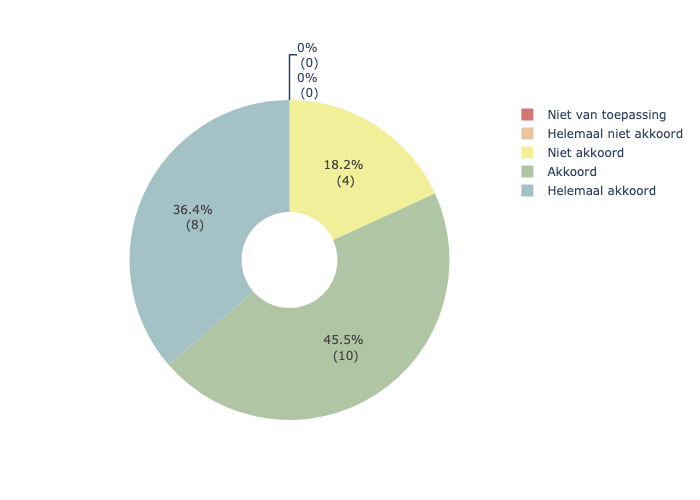 0%
(0)
0%
(0)
18.2%
(4)
36.4%
(8)
45.5%
(10)
Niet van toepassing
Helemaal niet akkoord
Niet akkoord
Akkoord
Helemaal akkoord